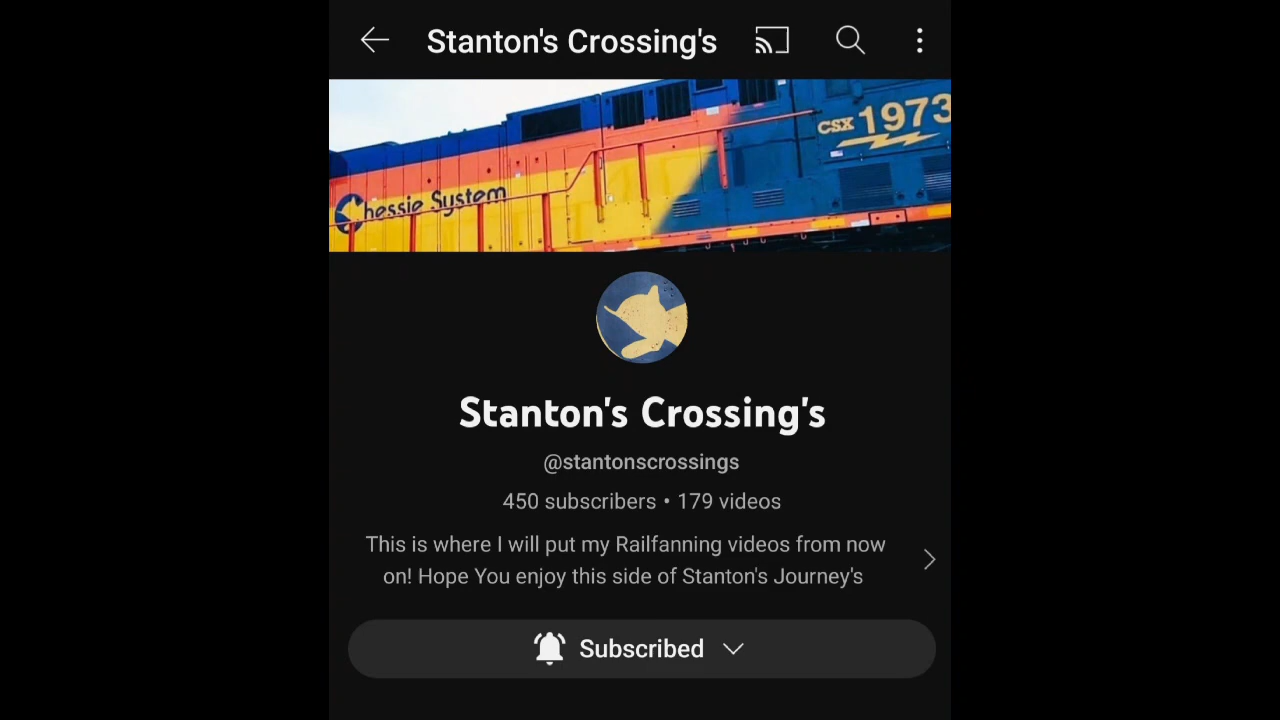 Stanton's Crossing's
CSX 1973
Chessie System
Stanton's Crossing's
@stantonscrossings
450 subscribers • 179 videos
This is where I will put my Railfanning videos from now
on! Hope You enjoy this side of Stanton's Journey's
Subscribed